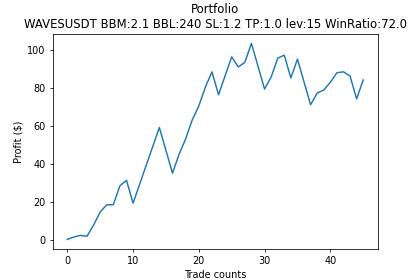 Portfolio
WAVESUSDT BBM:2.1 BBL:240 SL:1.2 TP:1.0 lev:15 WinRatio:72.0
100
80
60
40
20
0
Profit ($)
0 10 20 30 40
Trade counts